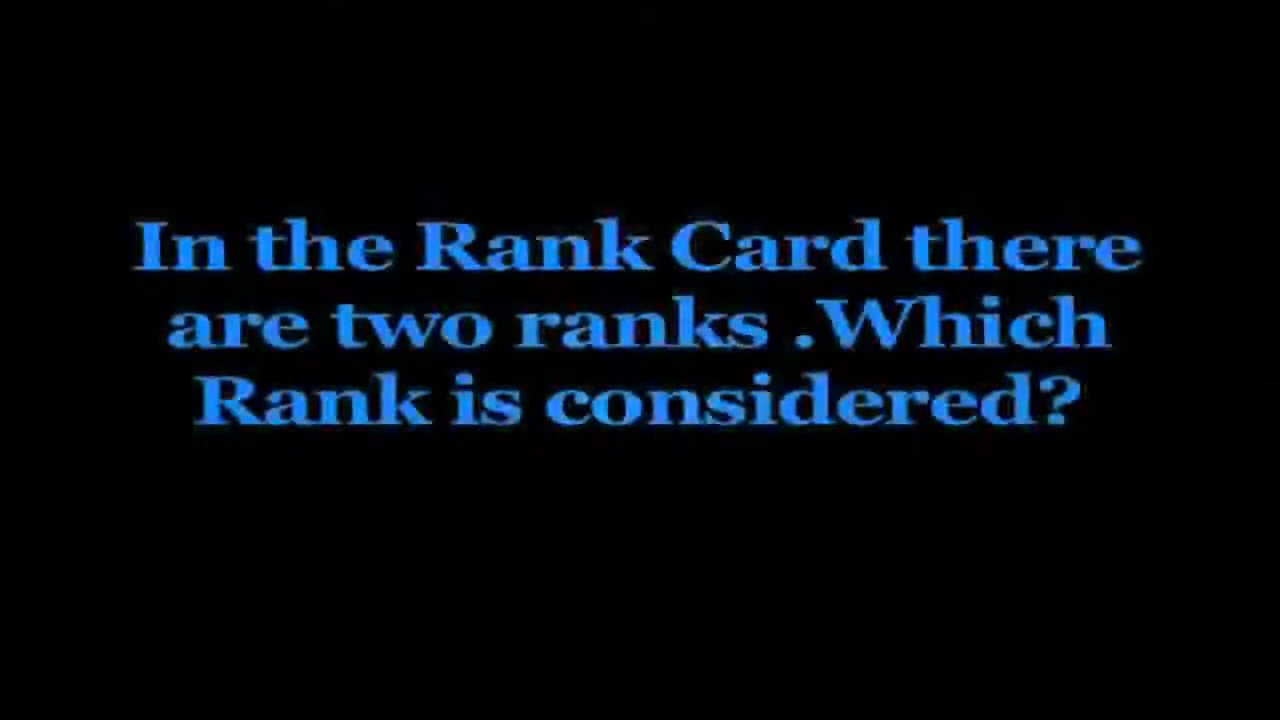 In the Rank Card there
are two ranks .Which
Rank is considered?